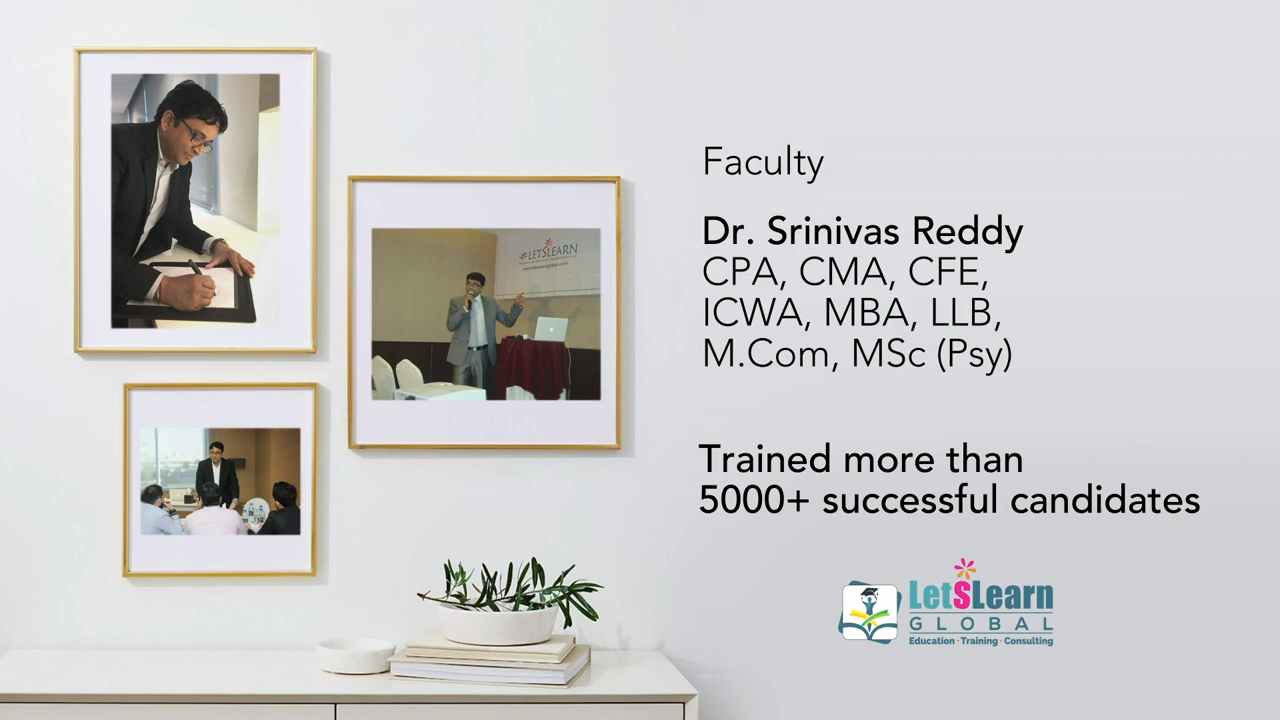 Faculty
Dr. Srinivas Reddy
CPA, CMA, CFE,
ICWA, MBA, LLB,
M.Com, MSc (Psy)
Trained more than
5000+ successful candidates
LetSLearn
GLOBAL
Education · Training · Consulting
LETSLEARN